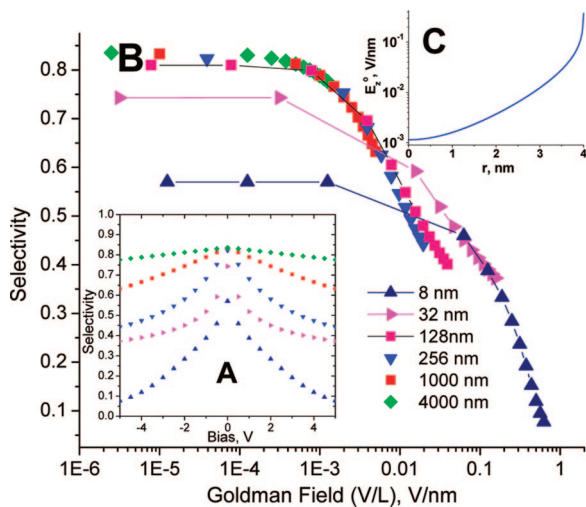 B
C
A
Selectivity
0.8
0.7
0.6
0.5
0.4
0.3
0.2
0.1
1E-6
1E-5
1E-4
1E-3
0.01
0.1
1
Goldman Field (V/L), V/nm
8 nm
32 nm
128nm
256 nm
1000 nm
4000 nm
Selectivity
1.0
0.9
0.8
0.7
0.6
0.5
0.4
0.3
0.2
0.1
0.0
-4
-2
0
2
4
Bias, V
E_z^o, V/nm
10^-1
10^-2
10^-3
0
1
2
3
4
r, nm